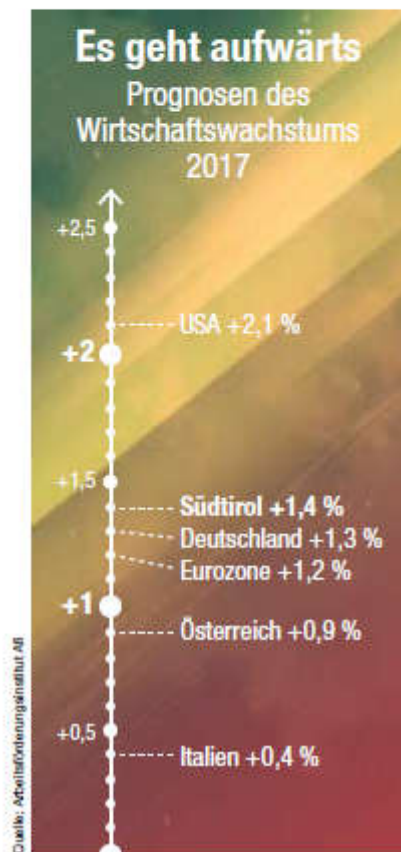 Es geht aufwärts
Prognosen des
Wirtschaftswachstums
2017
+2,5
USA +2,1 %
+2
+1,5
Südtirol +1,4 %
Deutschland +1,3 %
Eurozone +1,2 %
+1
Österreich +0,9 %
+0,5
Italien +0,4 %
Quelle: Arbeitsförderungsinstitut Afi